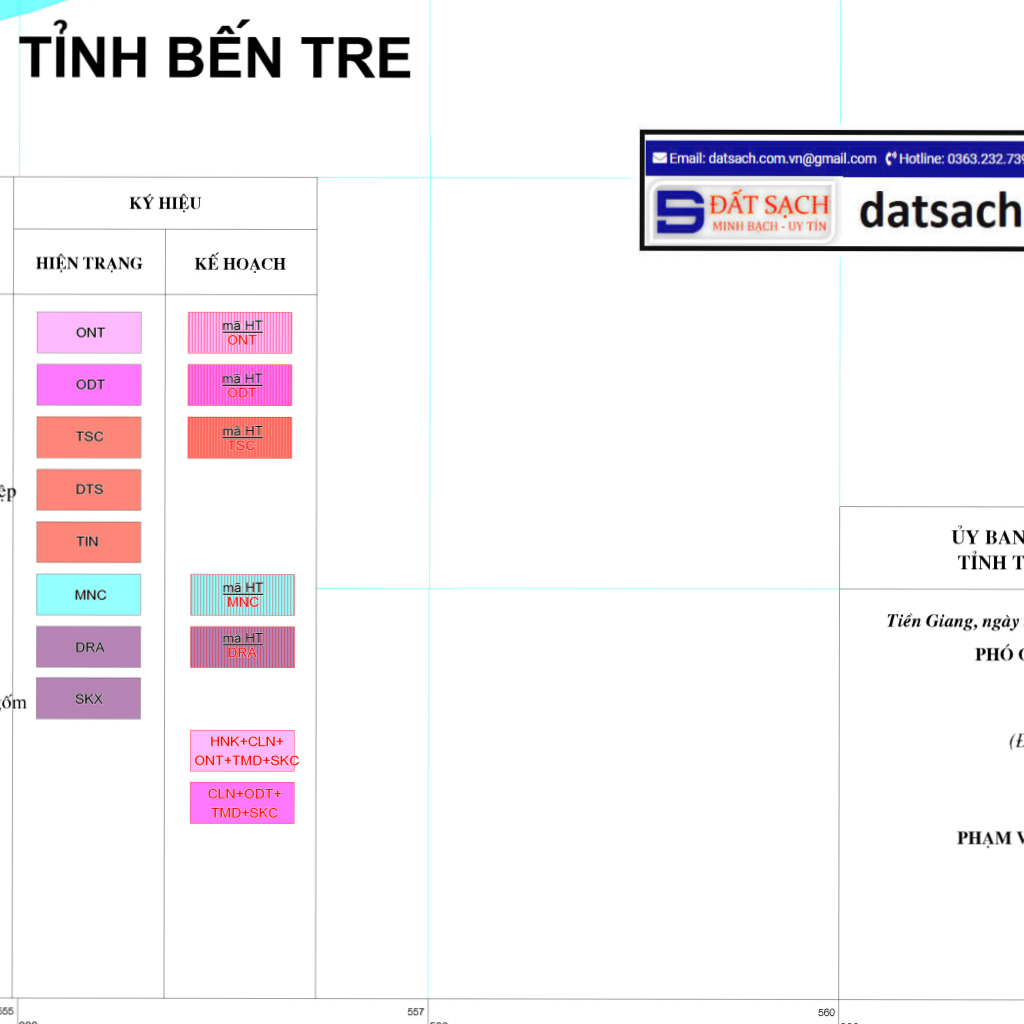 TỈNH BẾN TRE
Email: datsach.com.vn@gmail.com Hotline: 0363.232.739
ĐẤT SẠCH
MINH BẠCH - UY TÍN
datsach
KÝ HIỆU
HIỆN TRẠNG KẾ HOẠCH
ONT mã HT
ONT
ODT mã HT
ODT
TSC mã HT
TSC
DTS
TIN
MNC mã HT
MNC
DRA mã HT
DRA
SKX
HNK+CLN+
ONT+TMD+SKC
CLN+ODT+
TMD+SKC
ỦY BAN
TỈNH T
Tiền Giang, ngày
PHÓ
(Đ
PHẠM V
557 560